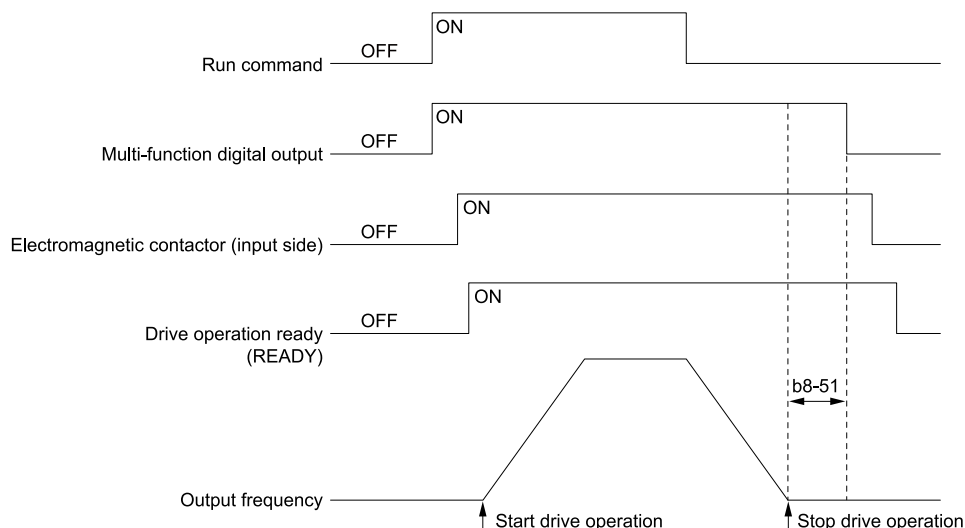 ON
OFF
Run command
ON
OFF
Multi-function digital output
ON
OFF
Electromagnetic contactor (input side)
ON
OFF
Drive operation ready
(READY)
b8-51
Output frequency
Start drive operation
Stop drive operation